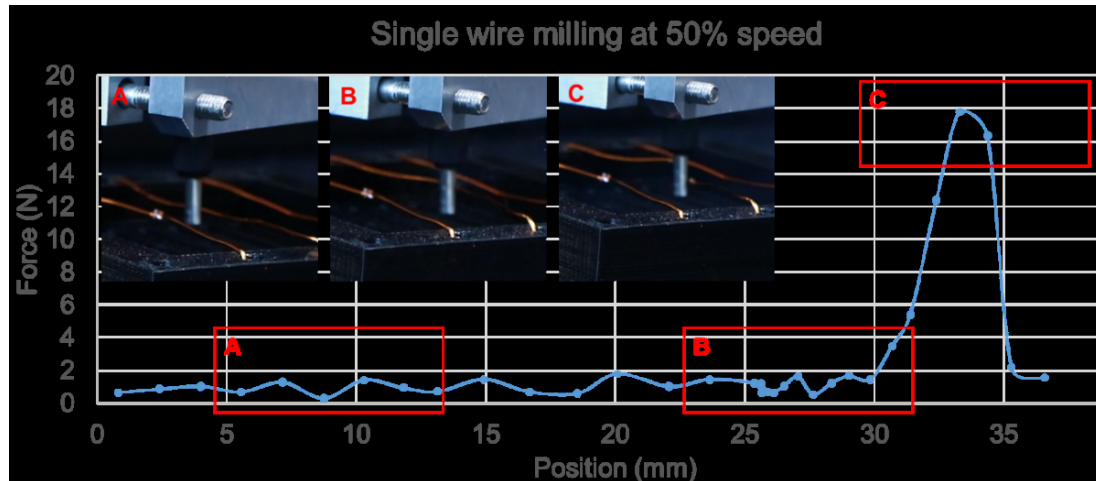 Single wire milling at 50% speed
20
18
16
14
12
10
8
6
4
2
0
Force (N)
A
B
C
A
B
C
0 5 10 15 20 25 30 35
Position (mm)